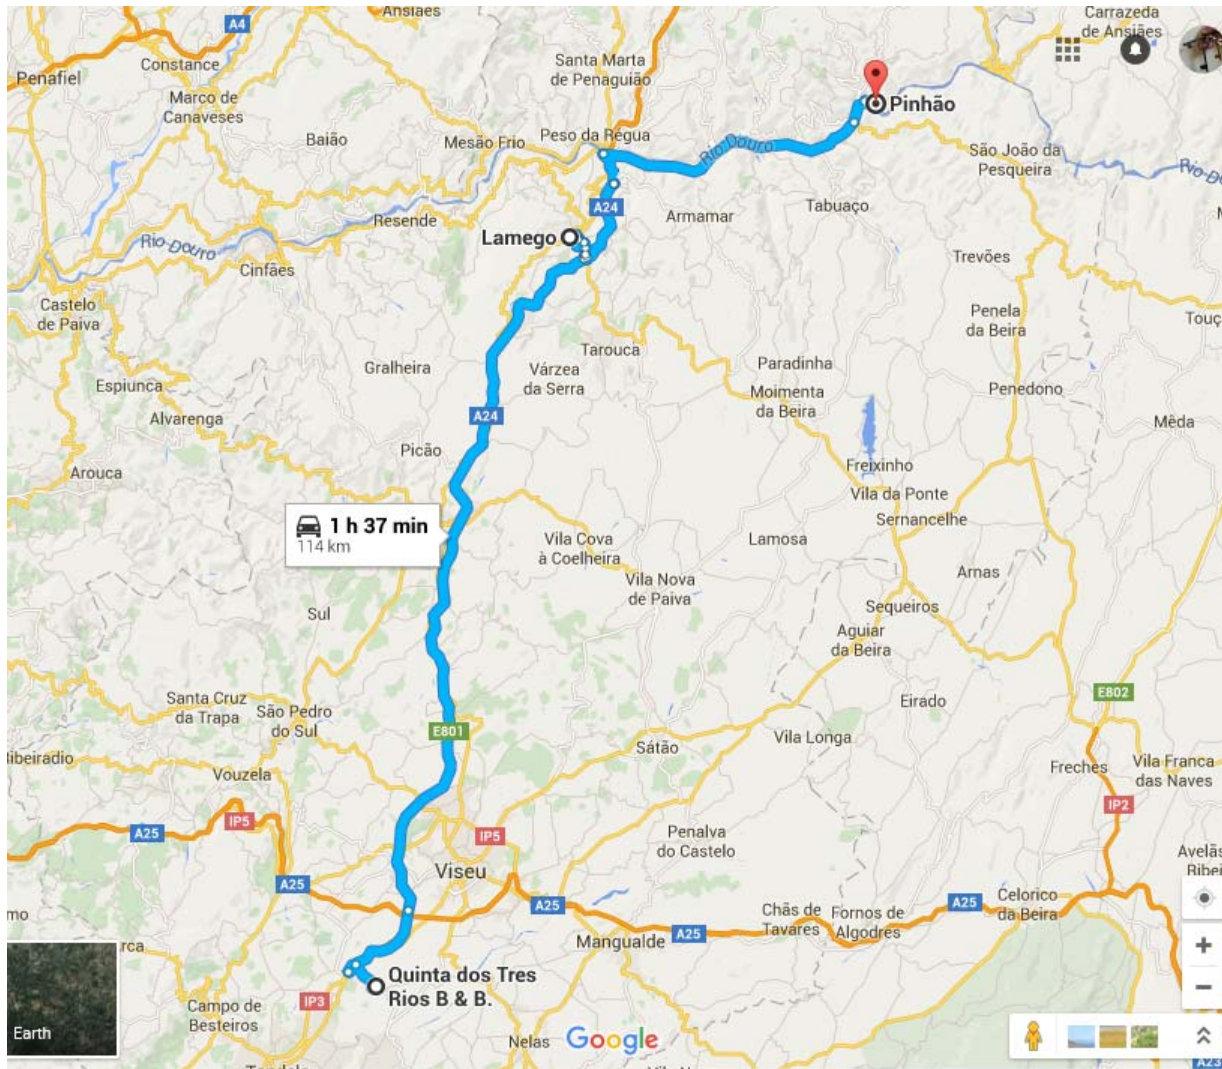 Ansiães
Carrazeda
de Ansiães
A4
Constance
Santa Marta
de Penaguião
Penafiel
Marco de
Canaveses
Pinhão
Baião
Mesão Frio
Peso da Régua
Rio Douro
São João da
Pesqueira
Rio D
A24
Armamar
Tabuaço
Resende
Lamego
Rio Douro
Cinfães
Trevões
Castelo
de Paiva
Penela
da Beira
Touç
Tarouca
Gralheira
Várzea
da Serra
Paradinha
Espiunca
Moimenta
da Beira
Penedono
Alvarenga
A24
Mêda
Picão
Arouca
Freixinho
Vila da Ponte
Sernancelhe
1 h 37 min
114 km
Vila Cova
à Coelheira
Lamosa
Vila Nova
de Paiva
Arnas
Sul
Sequeiros
Aguiar
da Beira
Santa Cruz
da Trapa
São Pedro
do Sul
E802
Eirado
E801
Vila Longa
Sátão
Ribeiradio
Vouzela
Freches
Vila Franca
das Naves
IP2
A25
IP5
IP5
Penalva
do Castelo
Viseu
Avelãs
Ribei
A25
A25
A25
Celorico
da Beira
Chãs de
Tavares
Fornos de
Algodres
mo
A25
Mangualde
rca
Quinta dos Tres
Rios B & B.
IP3
Campo de
Besteiros
Earth
Nelas
Google
A23